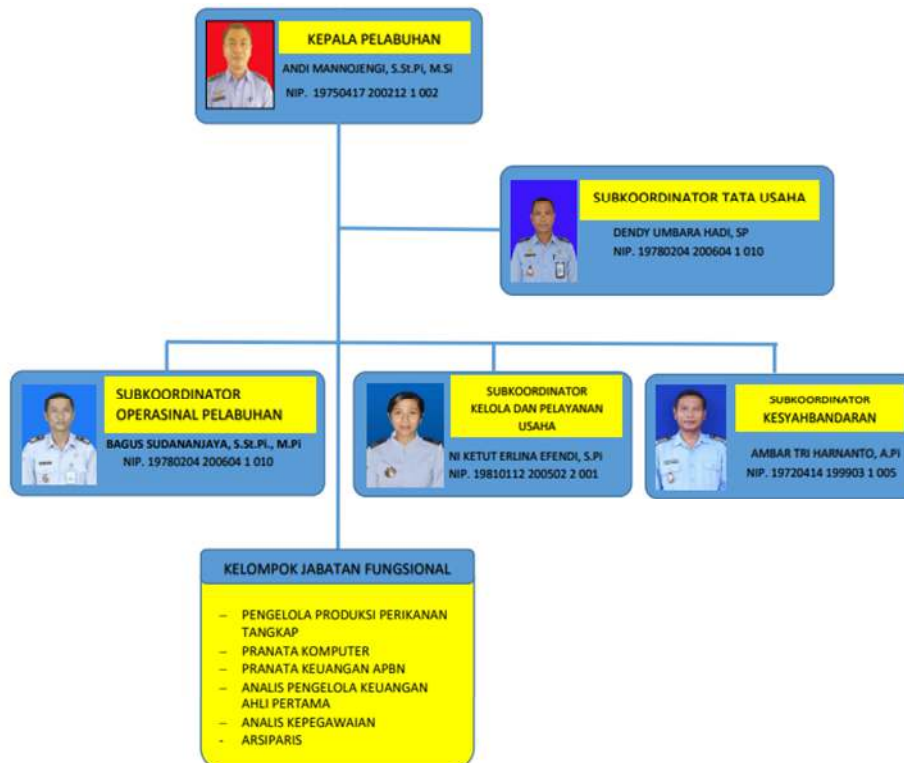 KEPALA PELABUHAN
ANDI MANNOJENGI, S.St.Pi, M.Si
NIP. 19750417 200212 1 002
SUBKOORDINATOR TATA USAHA
DENDY UMBARA HADI, SP
NIP. 19780204 200604 1 010
SUBKOORDINATOR
OPERASINAL PELABUHAN
BAGUS SUDANANJAYA, S.St.Pi., M.Pi
NIP. 19780204 200604 1 010
SUBKOORDINATOR
KELOLA DAN PELAYANAN
USAHA
NI KETUT ERLINA EFENDI, S.Pi
NIP. 19810112 200502 2 001
SUBKOORDINATOR
KESYAHBANDARAN
AMBAR TRI HARNANTO, A.Pi
NIP. 19720414 199903 1 005
KELOMPOK JABATAN FUNGSIONAL
– PENGELOLA PRODUKSI PERIKANAN
TANGKAP
– PRANATA KOMPUTER
– PRANATA KEUANGAN APBN
– ANALIS PENGELOLA KEUANGAN
AHLI PERTAMA
– ANALIS KEPEGAWAIAN
- ARSIPARIS